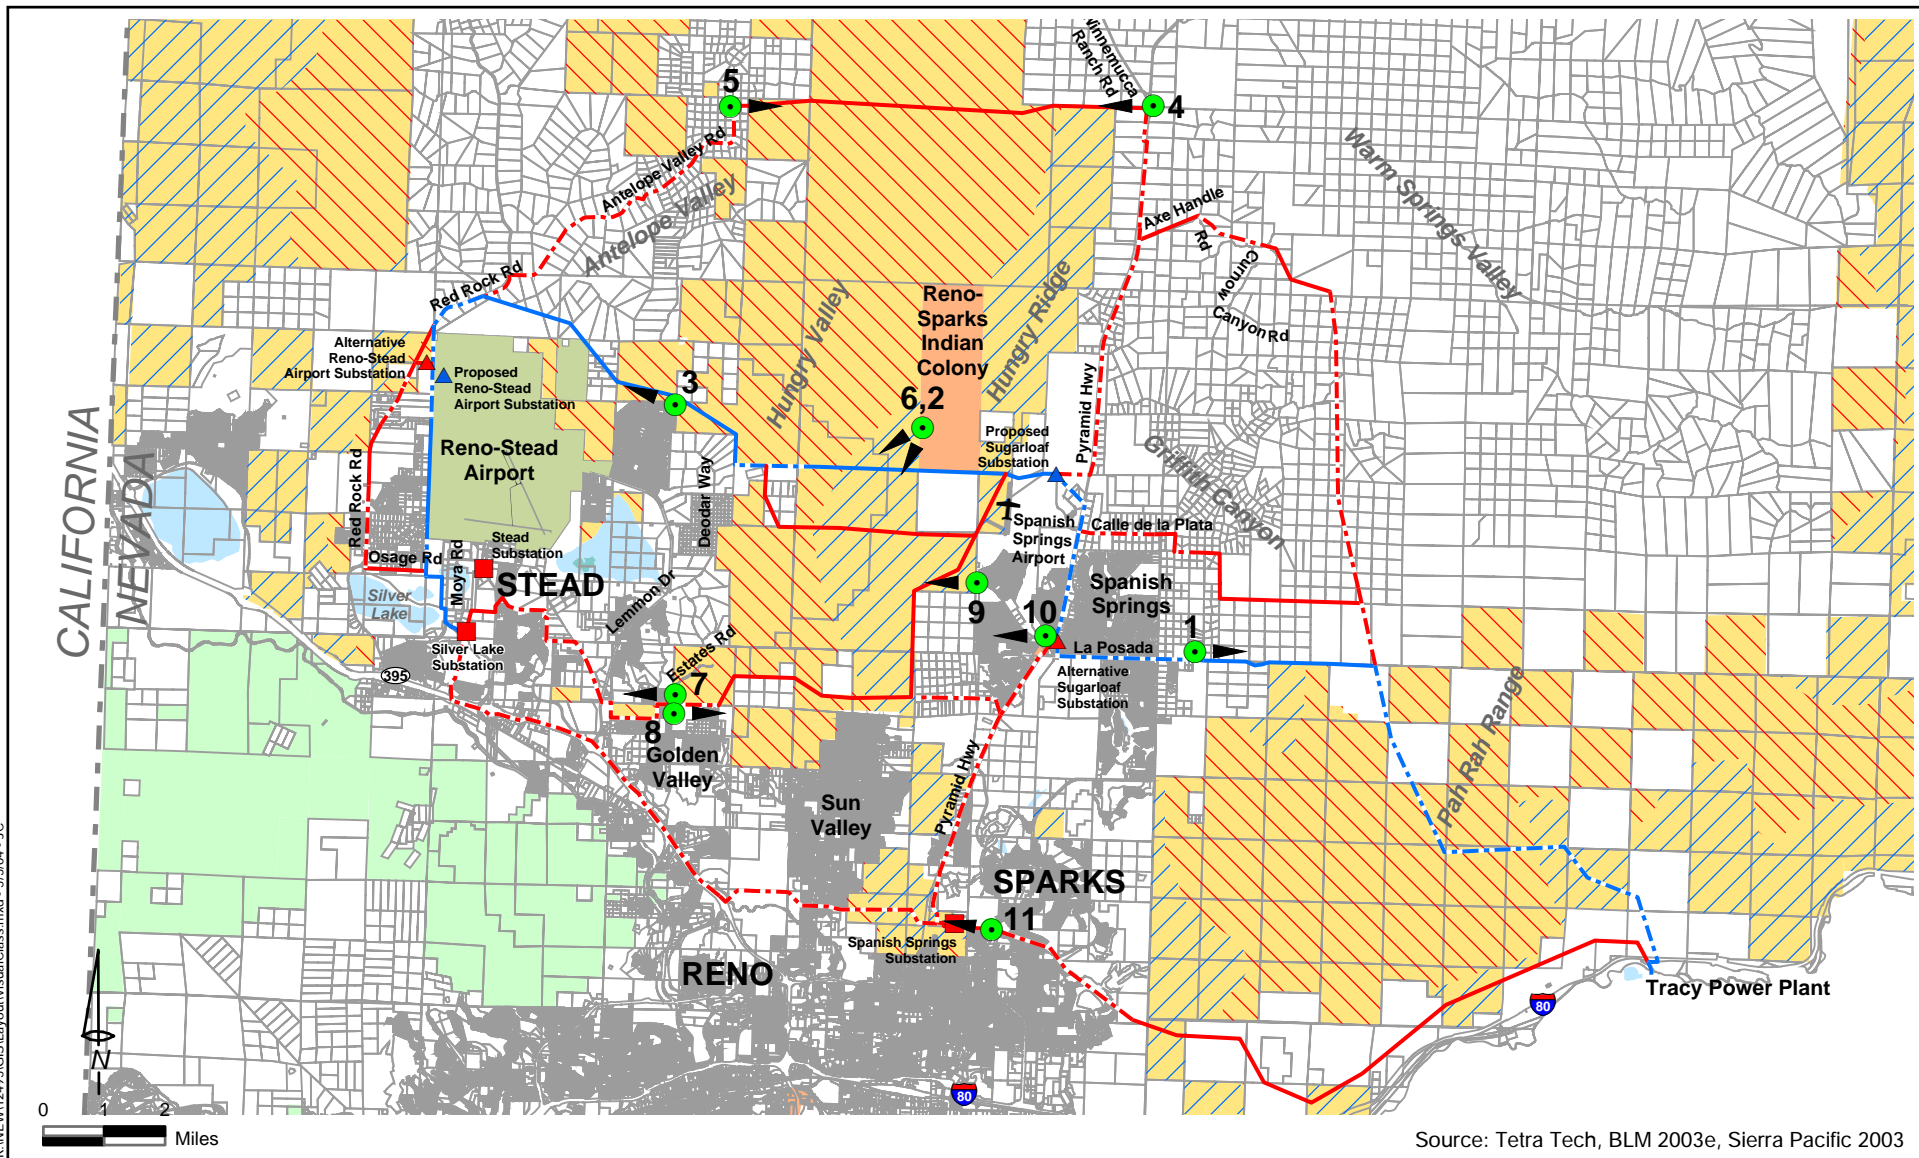 5
Winnemucca
Ranch Rd
4
Antelope Valley Rd
Antelope Valley
Warm Springs Valley
Axe Handle
Rd
Curnow
Canyon Rd
Red Rock Rd
Hungry Valley
Reno-
Sparks
Indian
Colony
Hungry Ridge
Alternative
Reno-Stead
Airport Substation
Proposed
Reno-Stead
Airport Substation
3
6,2
Pyramid Hwy
Proposed
Sugarloaf
Substation
CALIFORNIA
NEVADA
Reno-Stead
Airport
Red Rock Rd
Deodar Way
Griffith Canyon
Spanish
Springs
Airport
Calle de la Plata
Stead
Substation
Osage Rd
Moya Rd
STEAD
Silver
Lake
Lemmon Dr
Spanish
Springs
9
10
1
Silver Lake
Substation
La Posada
Estates Rd
Alternative
Sugarloaf
Substation
395
7
8
Golden
Valley
Pah Rah Range
Pyramid Hwy
Sun
Valley
SPARKS
11
Spanish Springs
Substation
RENO
Tracy Power Plant
80
80
N
0 1 2
Miles
Source: Tetra Tech, BLM 2003e, Sierra Pacific 2003